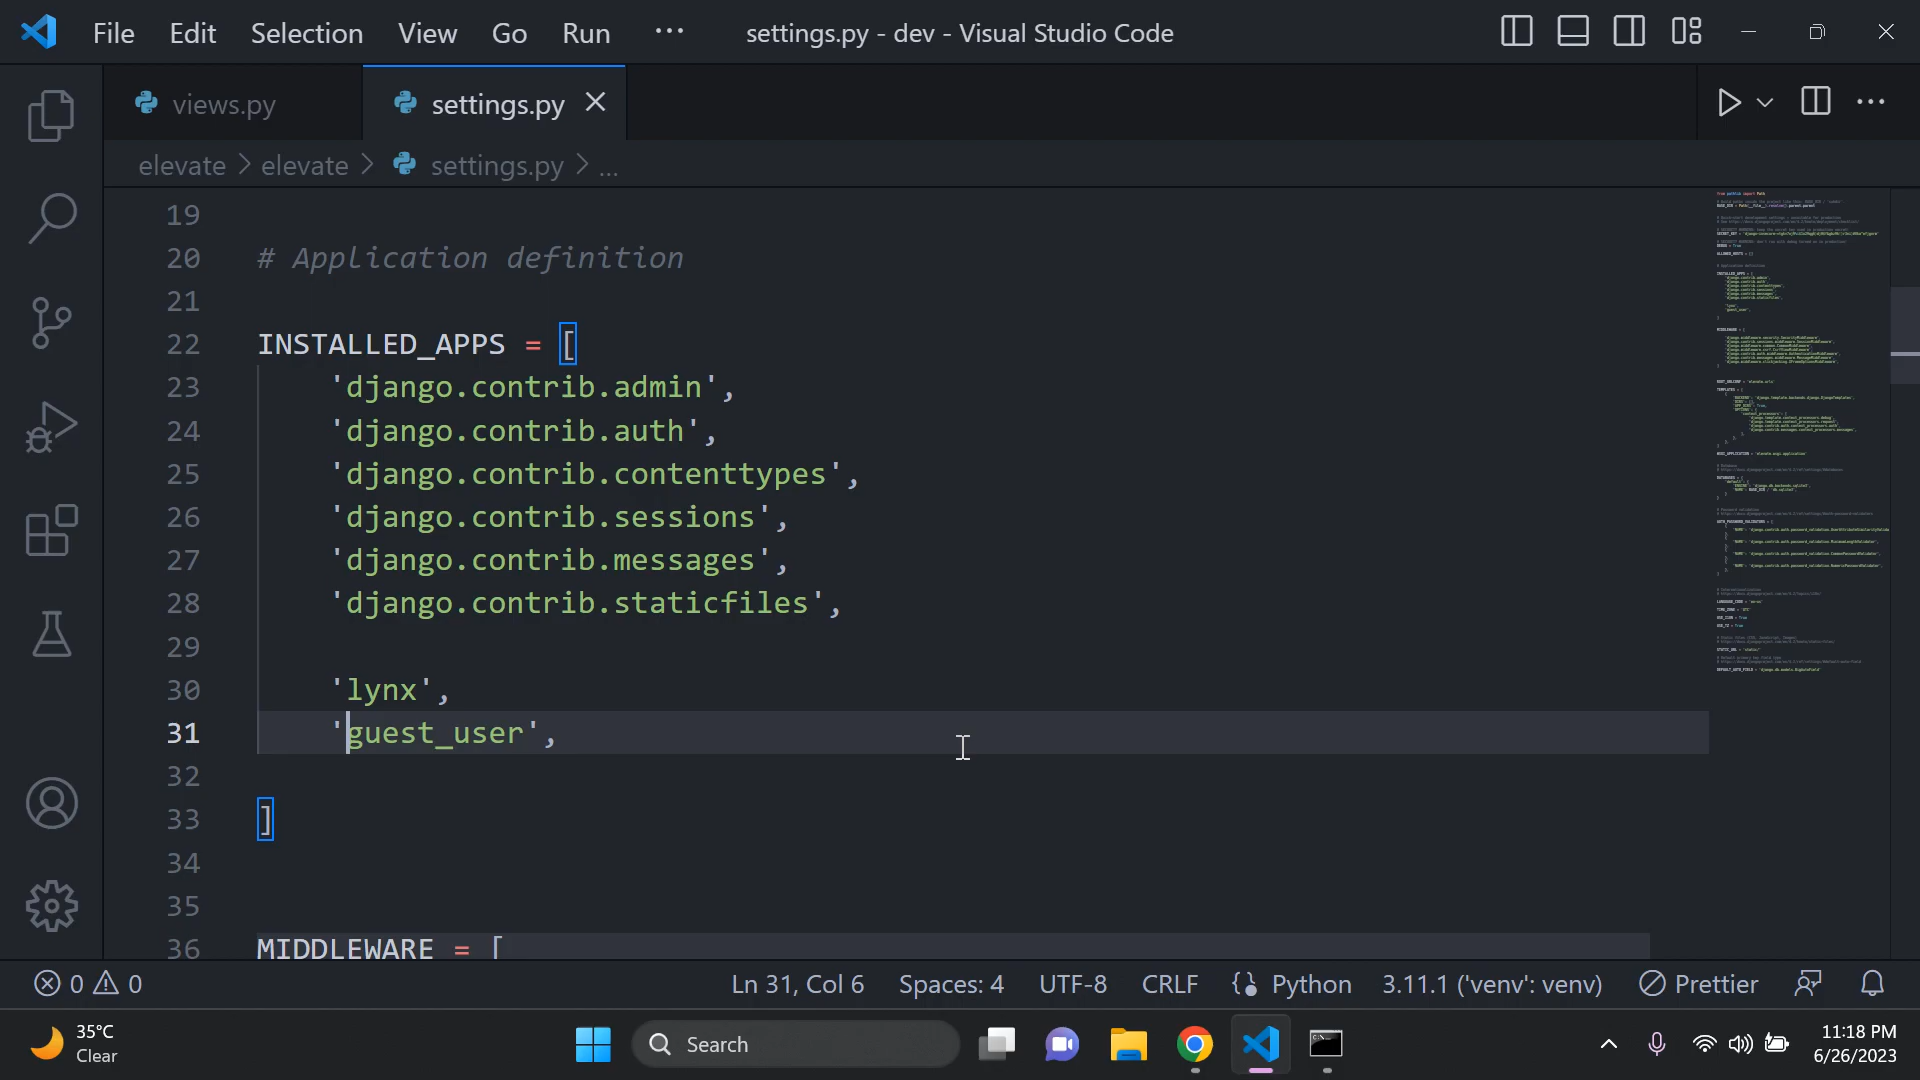 File Edit Selection View Go Run ··· settings.py - dev - Visual Studio Code
views.py settings.py
elevate > elevate > settings.py > ...
19
20 # Application definition
21
22 INSTALLED_APPS = [
23 'django.contrib.admin',
24 'django.contrib.auth',
25 'django.contrib.contenttypes',
26 'django.contrib.sessions',
27 'django.contrib.messages',
28 'django.contrib.staticfiles',
29
30 'lynx',
31 'guest_user',
32
33 ]
34
35
36 MIDDLEWARE = [
0 0 Ln 31, Col 6 Spaces: 4 UTF-8 CRLF Python 3.11.1 ('venv': venv) Prettier
35°C
Clear
Search
11:18 PM
6/26/2023